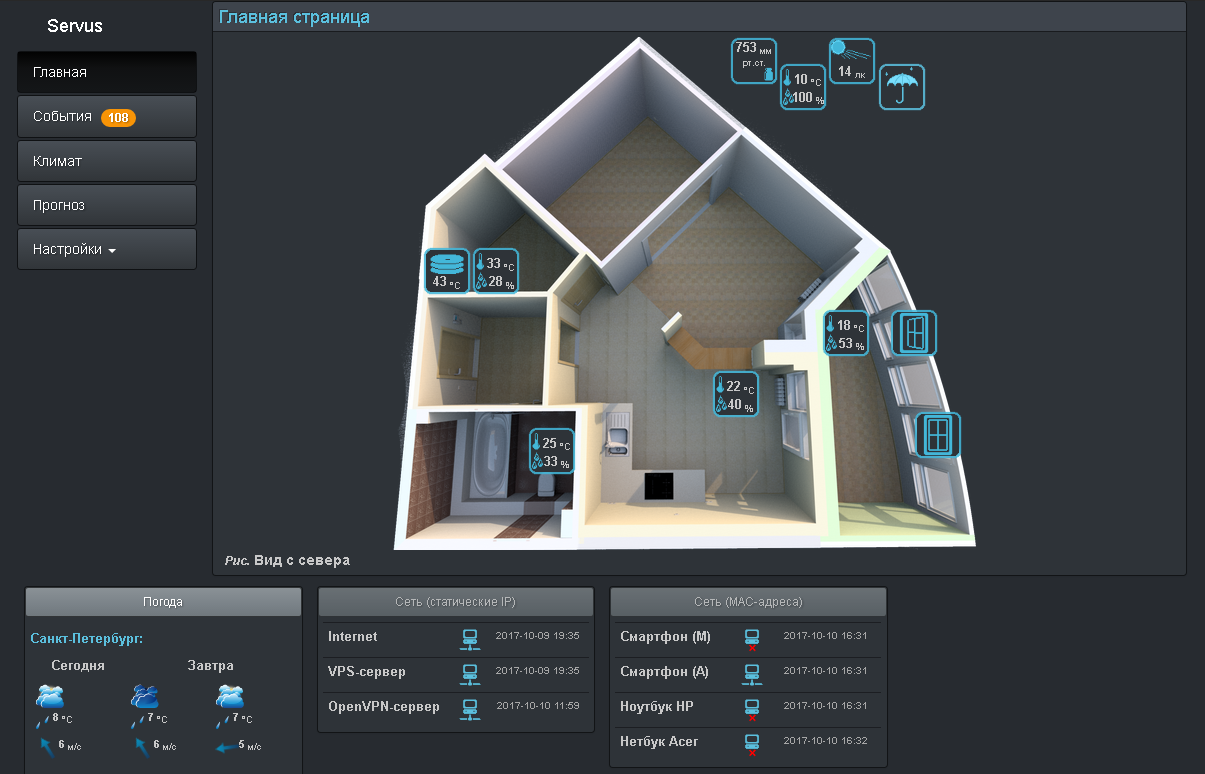 Servus
Главная
События 108
Климат
Прогноз
Настройки
Главная страница
753 мм
рт.ст.
10 °C
100 %
14 лк
43 °C
33 °C
28 %
18 °C
53 %
22 °C
40 %
25 °C
33 %
Рис. Вид с севера
Погода
Санкт-Петербург:
Сегодня Завтра
8 °C 7 °C 7 °C
6 м/с 6 м/с 5 м/с
Сеть (статические IP)
Internet 2017-10-09 19:35
VPS-сервер 2017-10-09 19:35
OpenVPN-сервер 2017-10-10 11:59
Сеть (MAC-адреса)
Смартфон (М) 2017-10-10 16:31
Смартфон (А) 2017-10-10 16:31
Ноутбук HP 2017-10-10 16:31
Нетбук Acer 2017-10-10 16:32